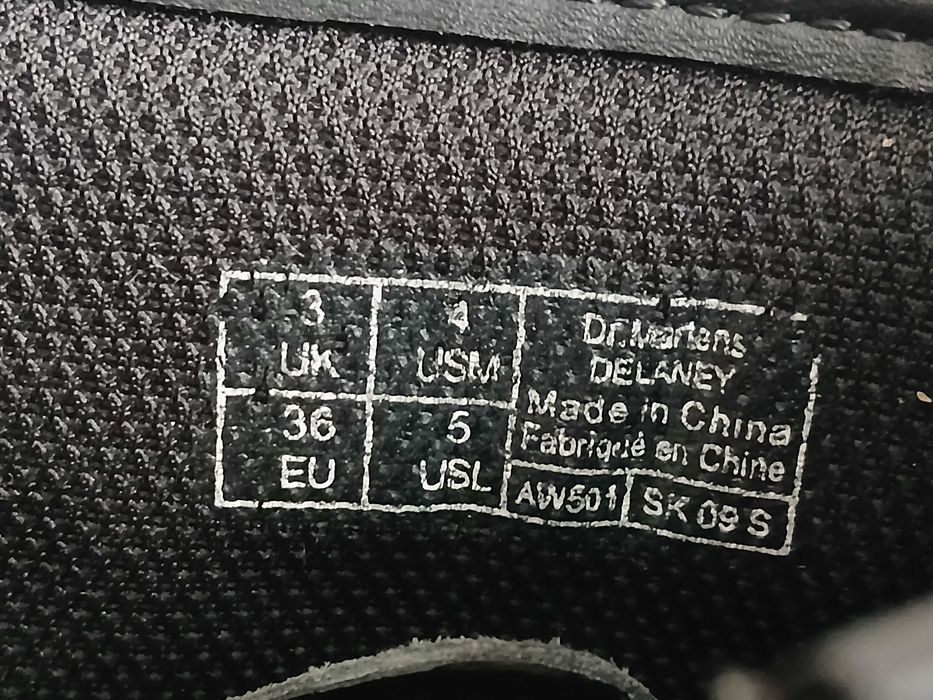 3
UK
4
USM
36
EU
5
USL
Dr.Martens
DELANEY
Made in China
Fabriqué en Chine
AW501
SK 09 S